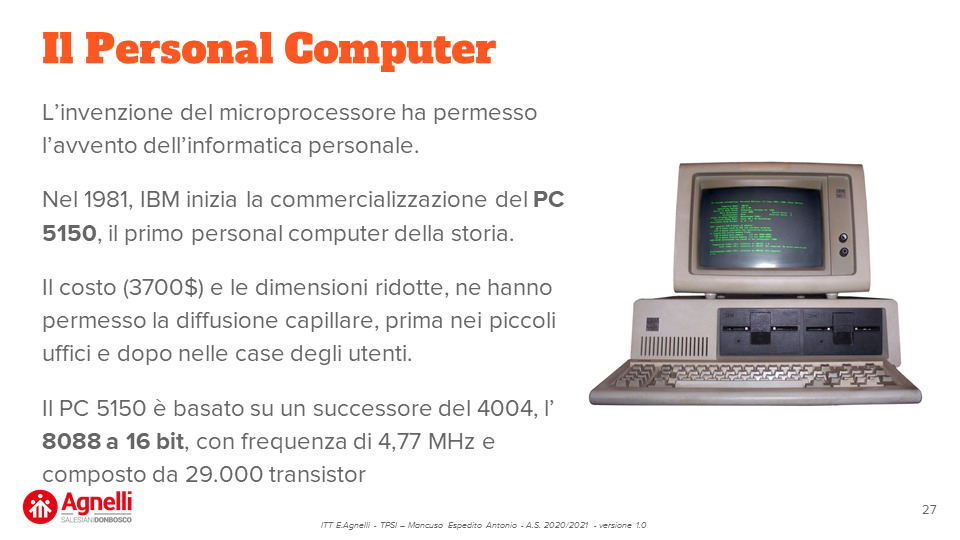 Il Personal Computer
L’invenzione del microprocessore ha permesso
l’avvento dell’informatica personale.
Nel 1981, IBM inizia la commercializzazione del PC
5150, il primo personal computer della storia.
Il costo (3700$) e le dimensioni ridotte, ne hanno
permesso la diffusione capillare, prima nei piccoli
uffici e dopo nelle case degli utenti.
Il PC 5150 è basato su un successore del 4004, l’
8088 a 16 bit, con frequenza di 4,77 MHz e
composto da 29.000 transistor
Agnelli
SALESIANI DONBOSCO
ITT E.Agnelli - TPSI – Mancuso Espedito Antonio - A.S. 2020/2021 - versione 1.0
27